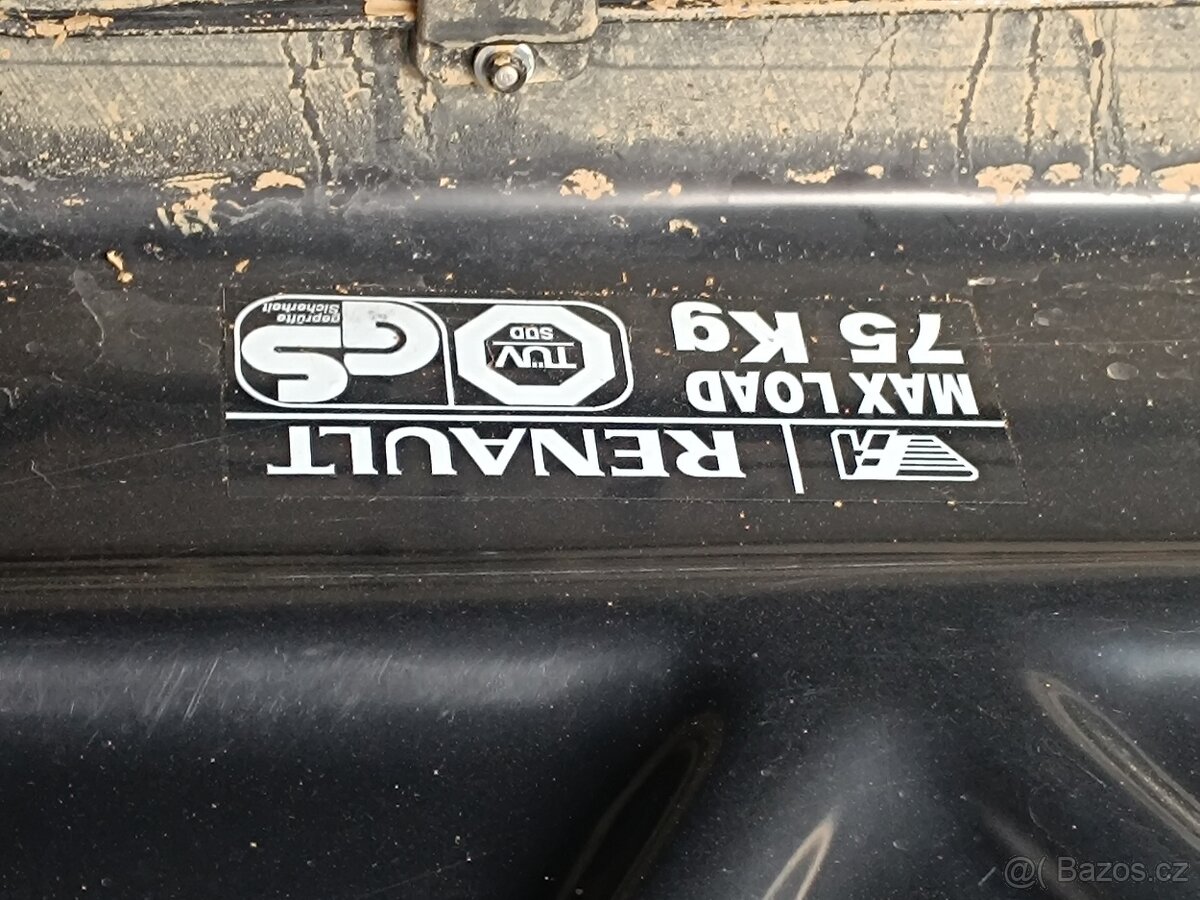 RENAULT
MAX LOAD
75 Kg
TÜV
SÜD
GS
geprüfte
Sicherheit
@( Bazos.cz